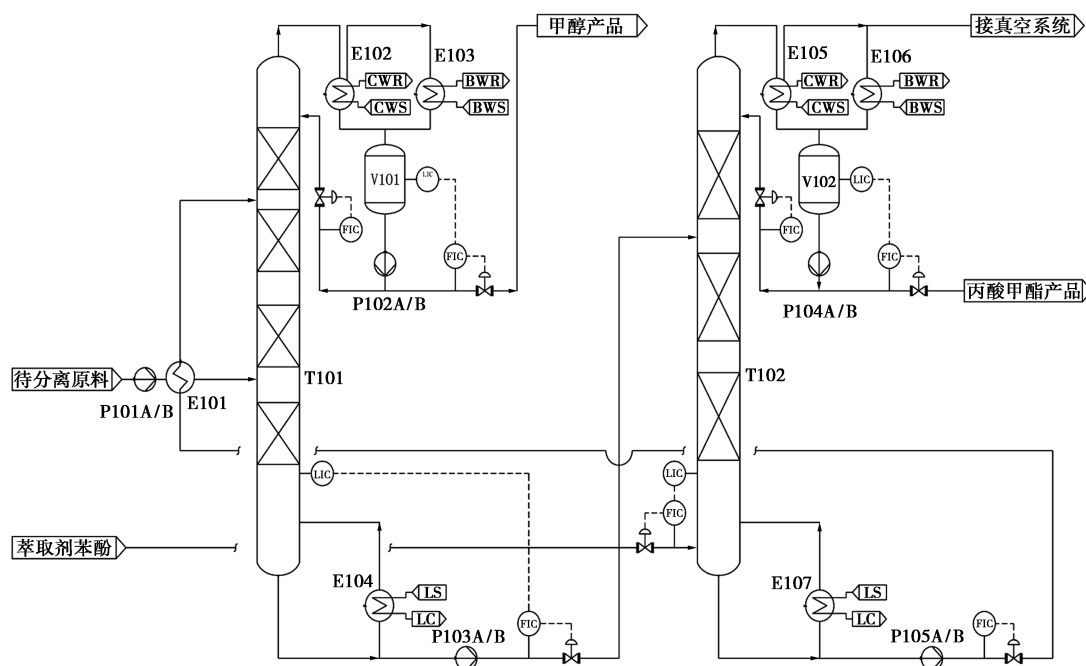 甲醇产品
接真空系统
E102
E103
E105
E106
CWR
BWR
CWR
BWR
CWS
BWS
CWS
BWS
V101
LIC
V102
LIC
FIC
FIC
FIC
FIC
丙酸甲酯产品
P102A/B
P104A/B
待分离原料
T101
T102
E101
P101A/B
LIC
LIC
FIC
萃取剂苯酚
E104
LS
E107
LS
LC
LC
FIC
FIC
P103A/B
P105A/B